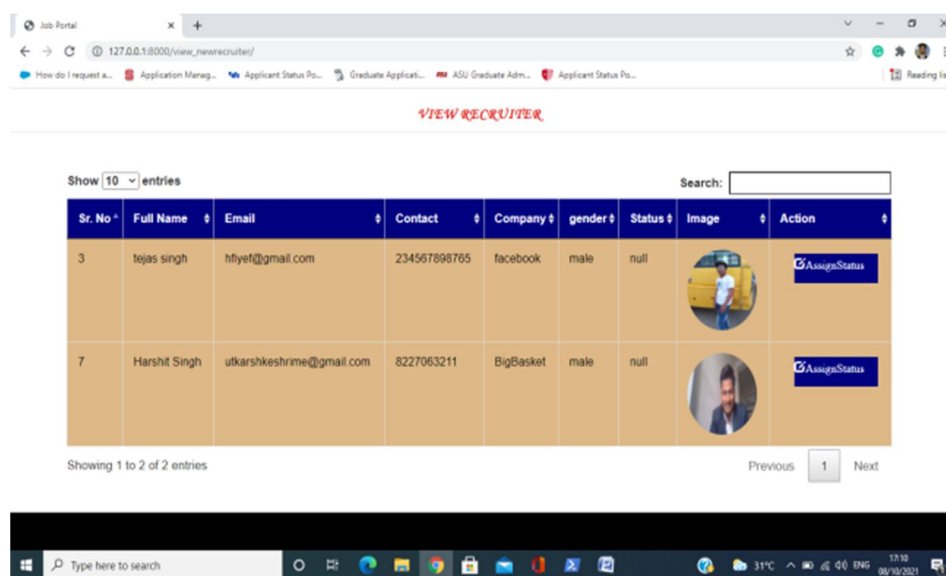 Job Portal
127.0.0.1:8000/view_newrecruiter/
How do I request a... Application Manag... Applicant Status Po... Graduate Applicati... ASU Graduate Adm... Applicant Status Po... Reading lis
VIEW RECRUITER
Show 10 entries Search:
Sr. No Full Name Email Contact Company gender Status Image Action
3 tejas singh hfiyef@gmail.com 234567898765 facebook male null AssignStatus
7 Harshit Singh utkarshkeshrime@gmail.com 8227063211 BigBasket male null AssignStatus
Showing 1 to 2 of 2 entries Previous 1 Next
Type here to search 31°C ENG 17:10
08/10/2021